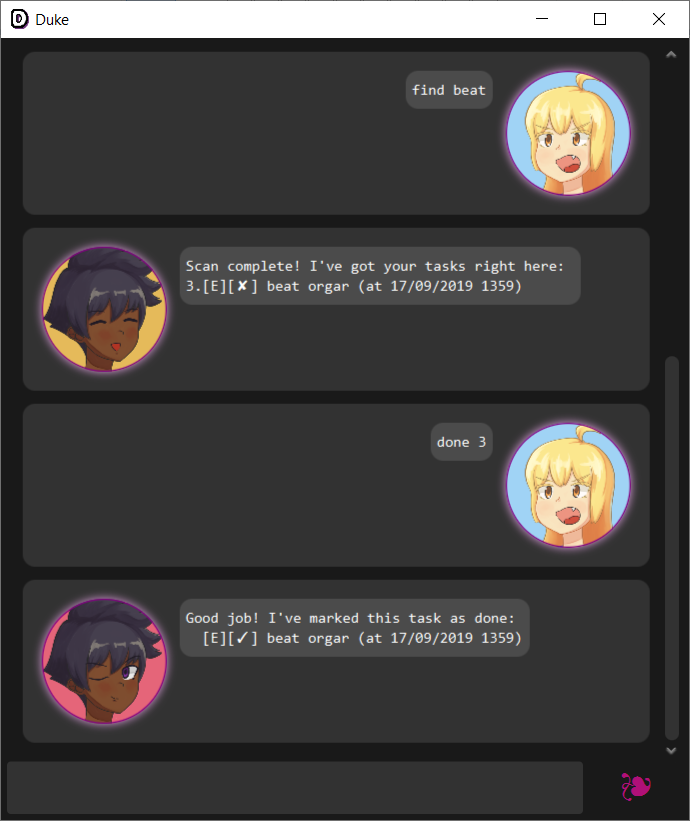 Duke
find beat
Scan complete! I've got your tasks right here:
3.[E][✘] beat orgar (at 17/09/2019 1359)
done 3
Good job! I've marked this task as done:
[E][✓] beat orgar (at 17/09/2019 1359)